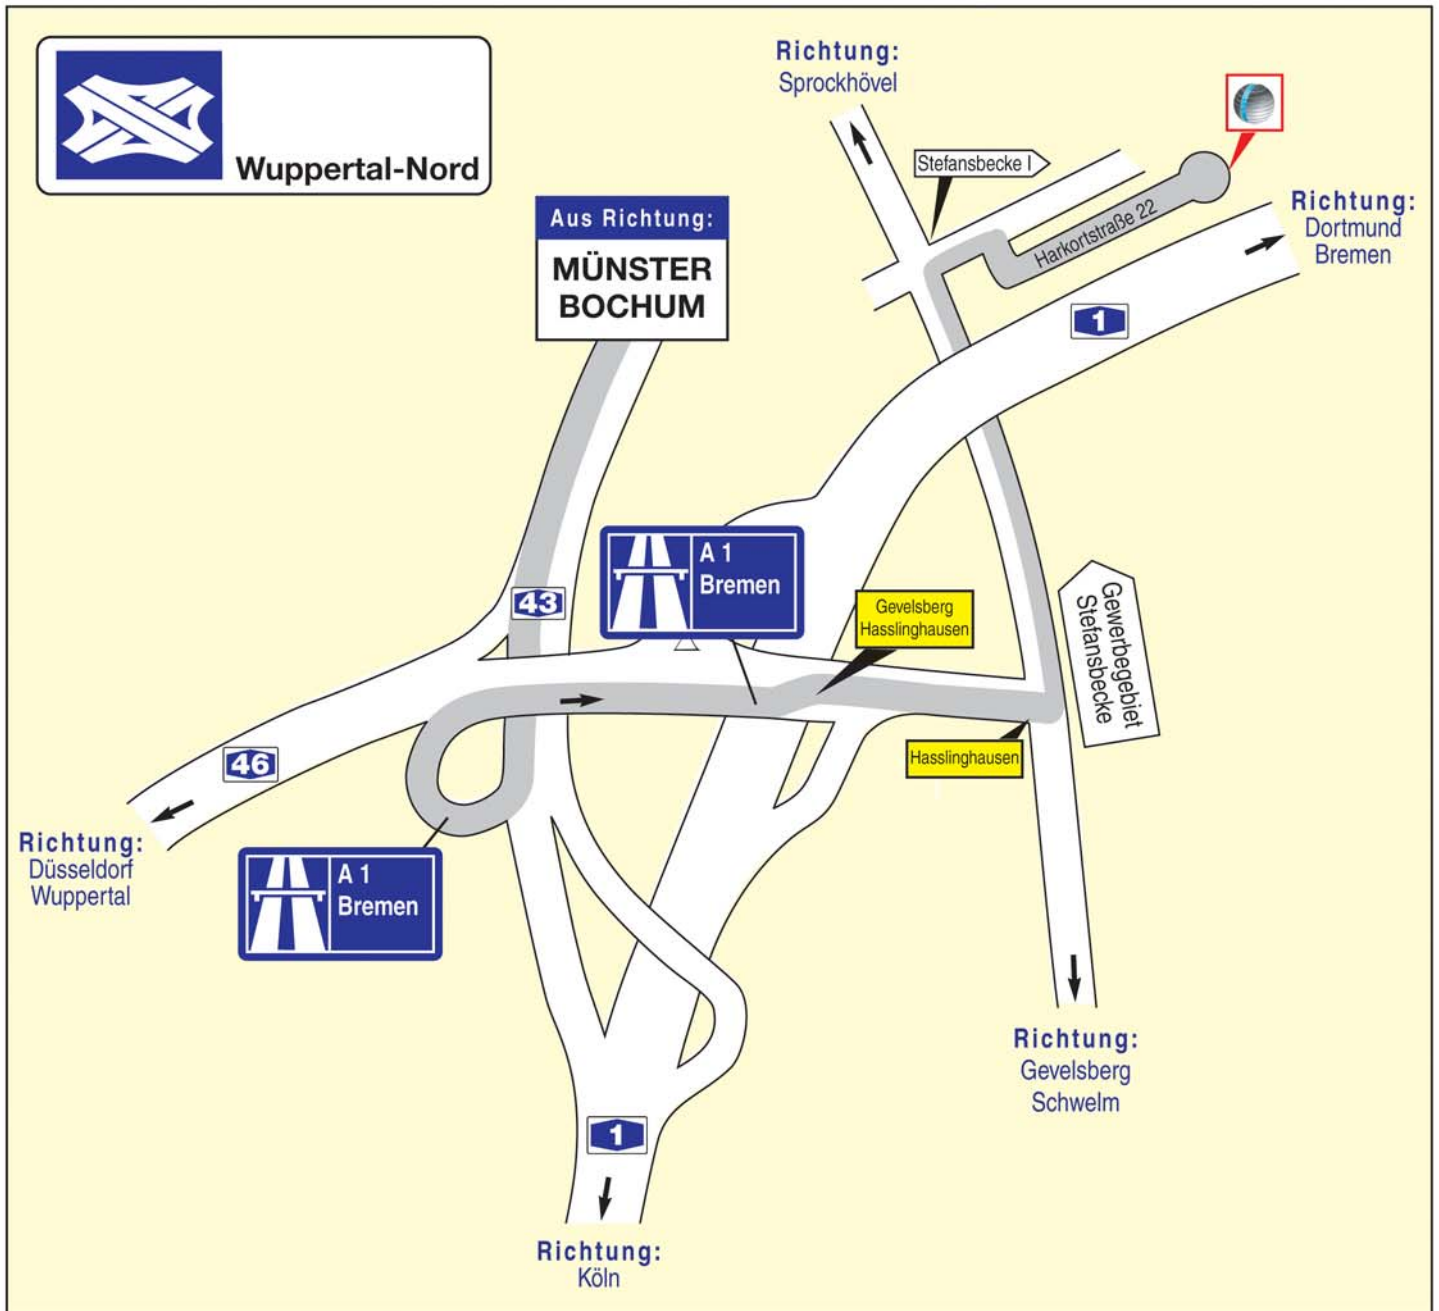 Wuppertal-Nord
Richtung:
Sprockhövel
Stefansbecke I
Harkortstraße 22
Richtung:
Dortmund
Bremen
Aus Richtung:
MÜNSTER
BOCHUM
1
43
A 1
Bremen
Gevelsberg
Hasslinghausen
Gewerbegebiet
Stefansbecke
Hasslinghausen
46
Richtung:
Düsseldorf
Wuppertal
A 1
Bremen
Richtung:
Gevelsberg
Schwelm
1
Richtung:
Köln